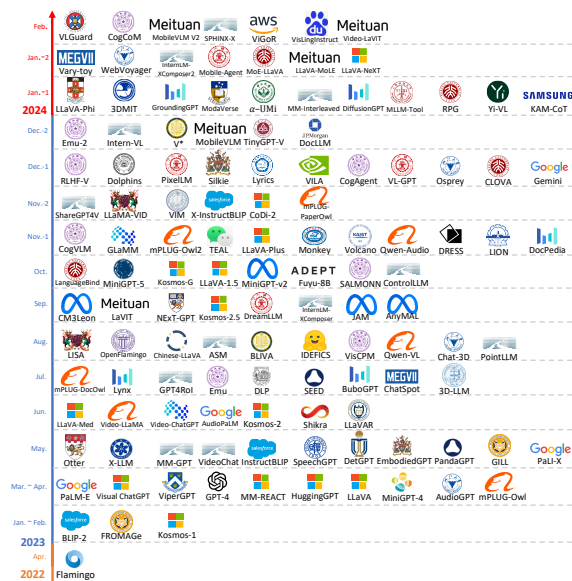 Feb.
Meituan
aws
Meituan
VLGuard CogCoM MobileVLM V2 SPHINX-X ViGoR VisLingInstruct Video-LaVIT
Jan.~2
MEGVII
Meituan
Vary-toy WebVoyager InternLM-XComposer2 Mobile-Agent MoE-LLaVA LLaVA-MoLE LLaVA-NeXT
Jan.~1
SAMSUNG
LLaVA-Phi 3DMIT GroundingGPT ModaVerse α-UMi MM-Interleaved DiffusionGPT MLLM-Tool RPG Yi-VL KAM-CoT
2024
Dec.-2
Meituan
J.P.Morgan
Emu-2 Intern-VL V* MobileVLM TinyGPT-V DocLLM
Dec.-1
Google
RLHF-V Dolphins PixelLM Silkie Lyrics VILA CogAgent VL-GPT Osprey CLOVA Gemini
Nov.-2
salesforce
ShareGPT4V LLaMA-VID VIM X-InstructBLIP CoDi-2 mPLUG-PaperOwl
Nov.-1
KAIST
CogVLM GLaMM mPLUG-Owl2 TEAL LLaVA-Plus Monkey Volcano Qwen-Audio DRESS LION DocPedia
Oct.
ADEPT
LanguageBind MiniGPT-5 Kosmos-G LLaVA-1.5 MiniGPT-v2 Fuyu-8B SALMONN ControlLLM
Sep.
Meituan
CM3Leon LaVIT NExT-GPT Kosmos-2.5 DreamLLM InternLM-XComposer JAM AnyMAL
Aug.
LISA OpenFlamingo Chinese-LLaVA ASM BLIVA IDEFICS VisCPM Qwen-VL Chat-3D PointLLM
Jul.
MEGVII
mPLUG-DocOwl Lynx GPT4RoI Emu DLP SEED BuboGPT ChatSpot 3D-LLM
Jun.
Google
LLaVA-Med Video-LLaMA Video-ChatGPT AudioPaLM Kosmos-2 Shikra LLaVAR
May.
salesforce
Google
Otter X-LLM MM-GPT VideoChat InstructBLIP SpeechGPT DetGPT EmbodiedGPT PandaGPT GILL PaLI-X
Mar. ~ Apr.
Google
PaLM-E Visual ChatGPT ViperGPT GPT-4 MM-REACT HuggingGPT LLaVA MiniGPT-4 AudioGPT mPLUG-Owl
Jan. ~ Feb.
salesforce
BLIP-2 FROMAGe Kosmos-1
2023
Apr.
2022
Flamingo